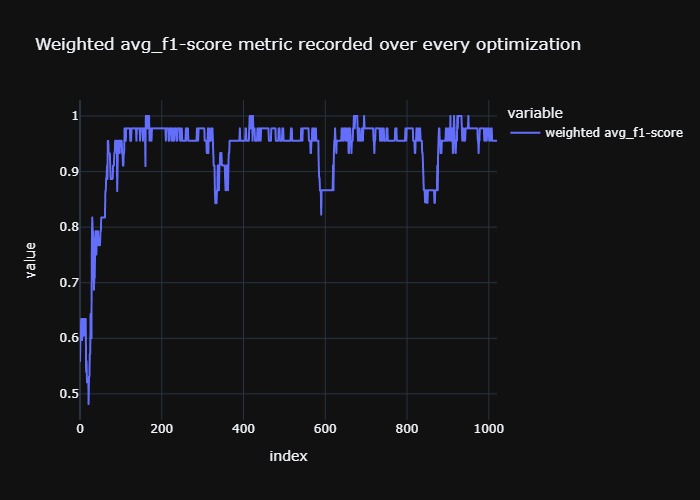 Weighted avg_f1-score metric recorded over every optimization
variable
weighted avg_f1-score
1
0.9
0.8
0.7
0.6
0.5
value
0 200 400 600 800 1000
index